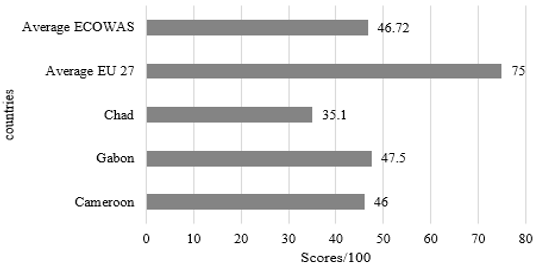 Average ECOWAS 46.72
Average EU 27 75
Chad 35.1
countries
Gabon 47.5
Cameroon 46
0 10 20 30 40 50 60 70 80
Scores/100